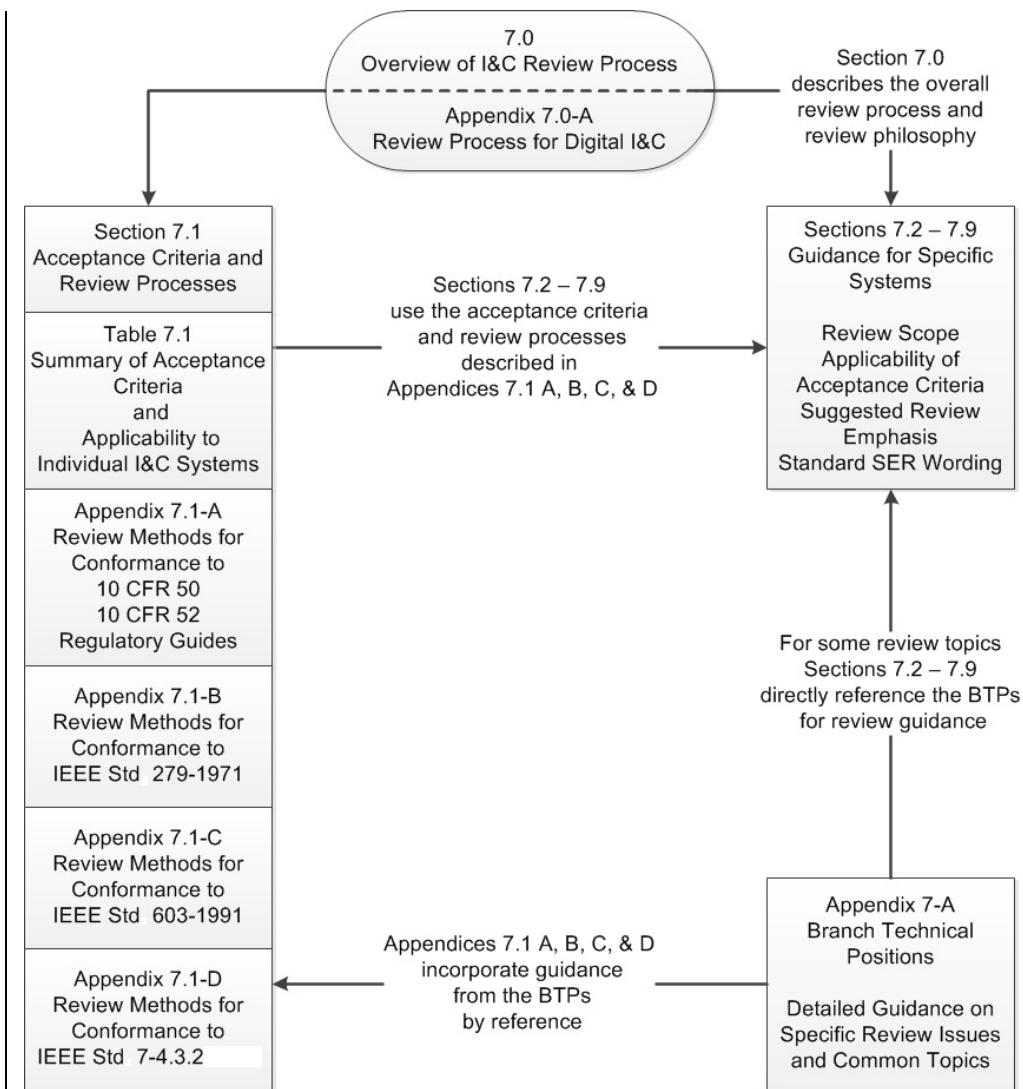 7.0
Overview of I&C Review Process
Appendix 7.0-A
Review Process for Digital I&C
Section 7.0
describes the overall
review process and
review philosophy
Section 7.1
Acceptance Criteria and
Review Processes
Table 7.1
Summary of Acceptance
Criteria
and
Applicability to
Individual I&C Systems
Appendix 7.1-A
Review Methods for
Conformance to
10 CFR 50
10 CFR 52
Regulatory Guides
Appendix 7.1-B
Review Methods for
Conformance to
IEEE Std 279-1971
Appendix 7.1-C
Review Methods for
Conformance to
IEEE Std 603-1991
Appendix 7.1-D
Review Methods for
Conformance to
IEEE Std 7-4.3.2
Sections 7.2 – 7.9
use the acceptance criteria
and review processes
described in
Appendices 7.1 A, B, C, & D
Sections 7.2 – 7.9
Guidance for Specific
Systems
Review Scope
Applicability of
Acceptance Criteria
Suggested Review
Emphasis
Standard SER Wording
For some review topics
Sections 7.2 – 7.9
directly reference the BTPs
for review guidance
Appendices 7.1 A, B, C, & D
incorporate guidance
from the BTPs
by reference
Appendix 7-A
Branch Technical
Positions
Detailed Guidance on
Specific Review Issues
and Common Topics